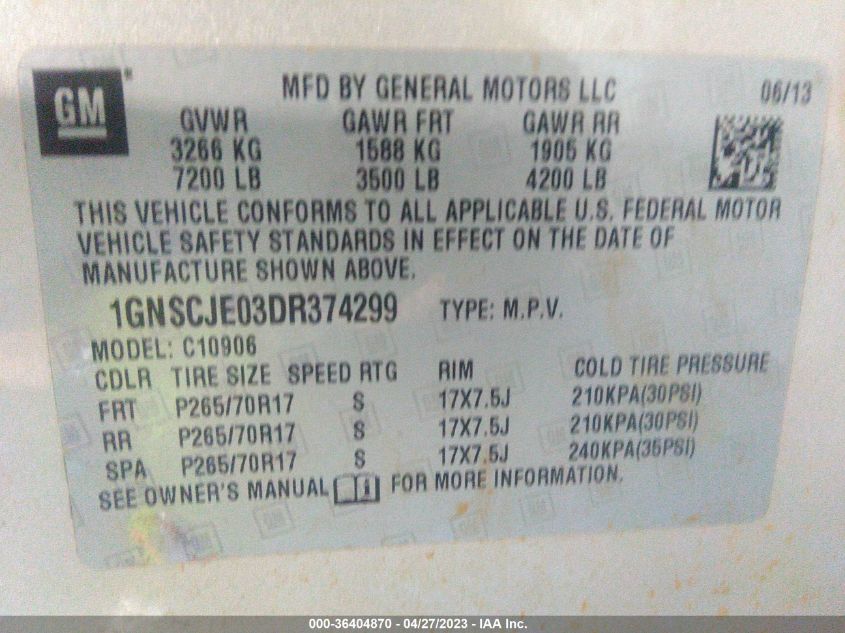 GM
MFD BY GENERAL MOTORS LLC 06/13
GVWR GAWR FRT GAWR RR
3266 KG 1588 KG 1905 KG
7200 LB 3500 LB 4200 LB
THIS VEHICLE CONFORMS TO ALL APPLICABLE U.S. FEDERAL MOTOR
VEHICLE SAFETY STANDARDS IN EFFECT ON THE DATE OF
MANUFACTURE SHOWN ABOVE.
1GNSCJE03DR374299 TYPE: M.P.V.
MODEL: C10906
CDLR TIRE SIZE SPEED RTG RIM COLD TIRE PRESSURE
FRT P265/70R17 S 17X7.5J 210KPA(30PSI)
RR P265/70R17 S 17X7.5J 210KPA(30PSI)
SPA P265/70R17 S 17X7.5J 240KPA(35PSI)
SEE OWNER'S MANUAL FOR MORE INFORMATION.
000-36404870 - 04/27/2023 - IAA Inc.